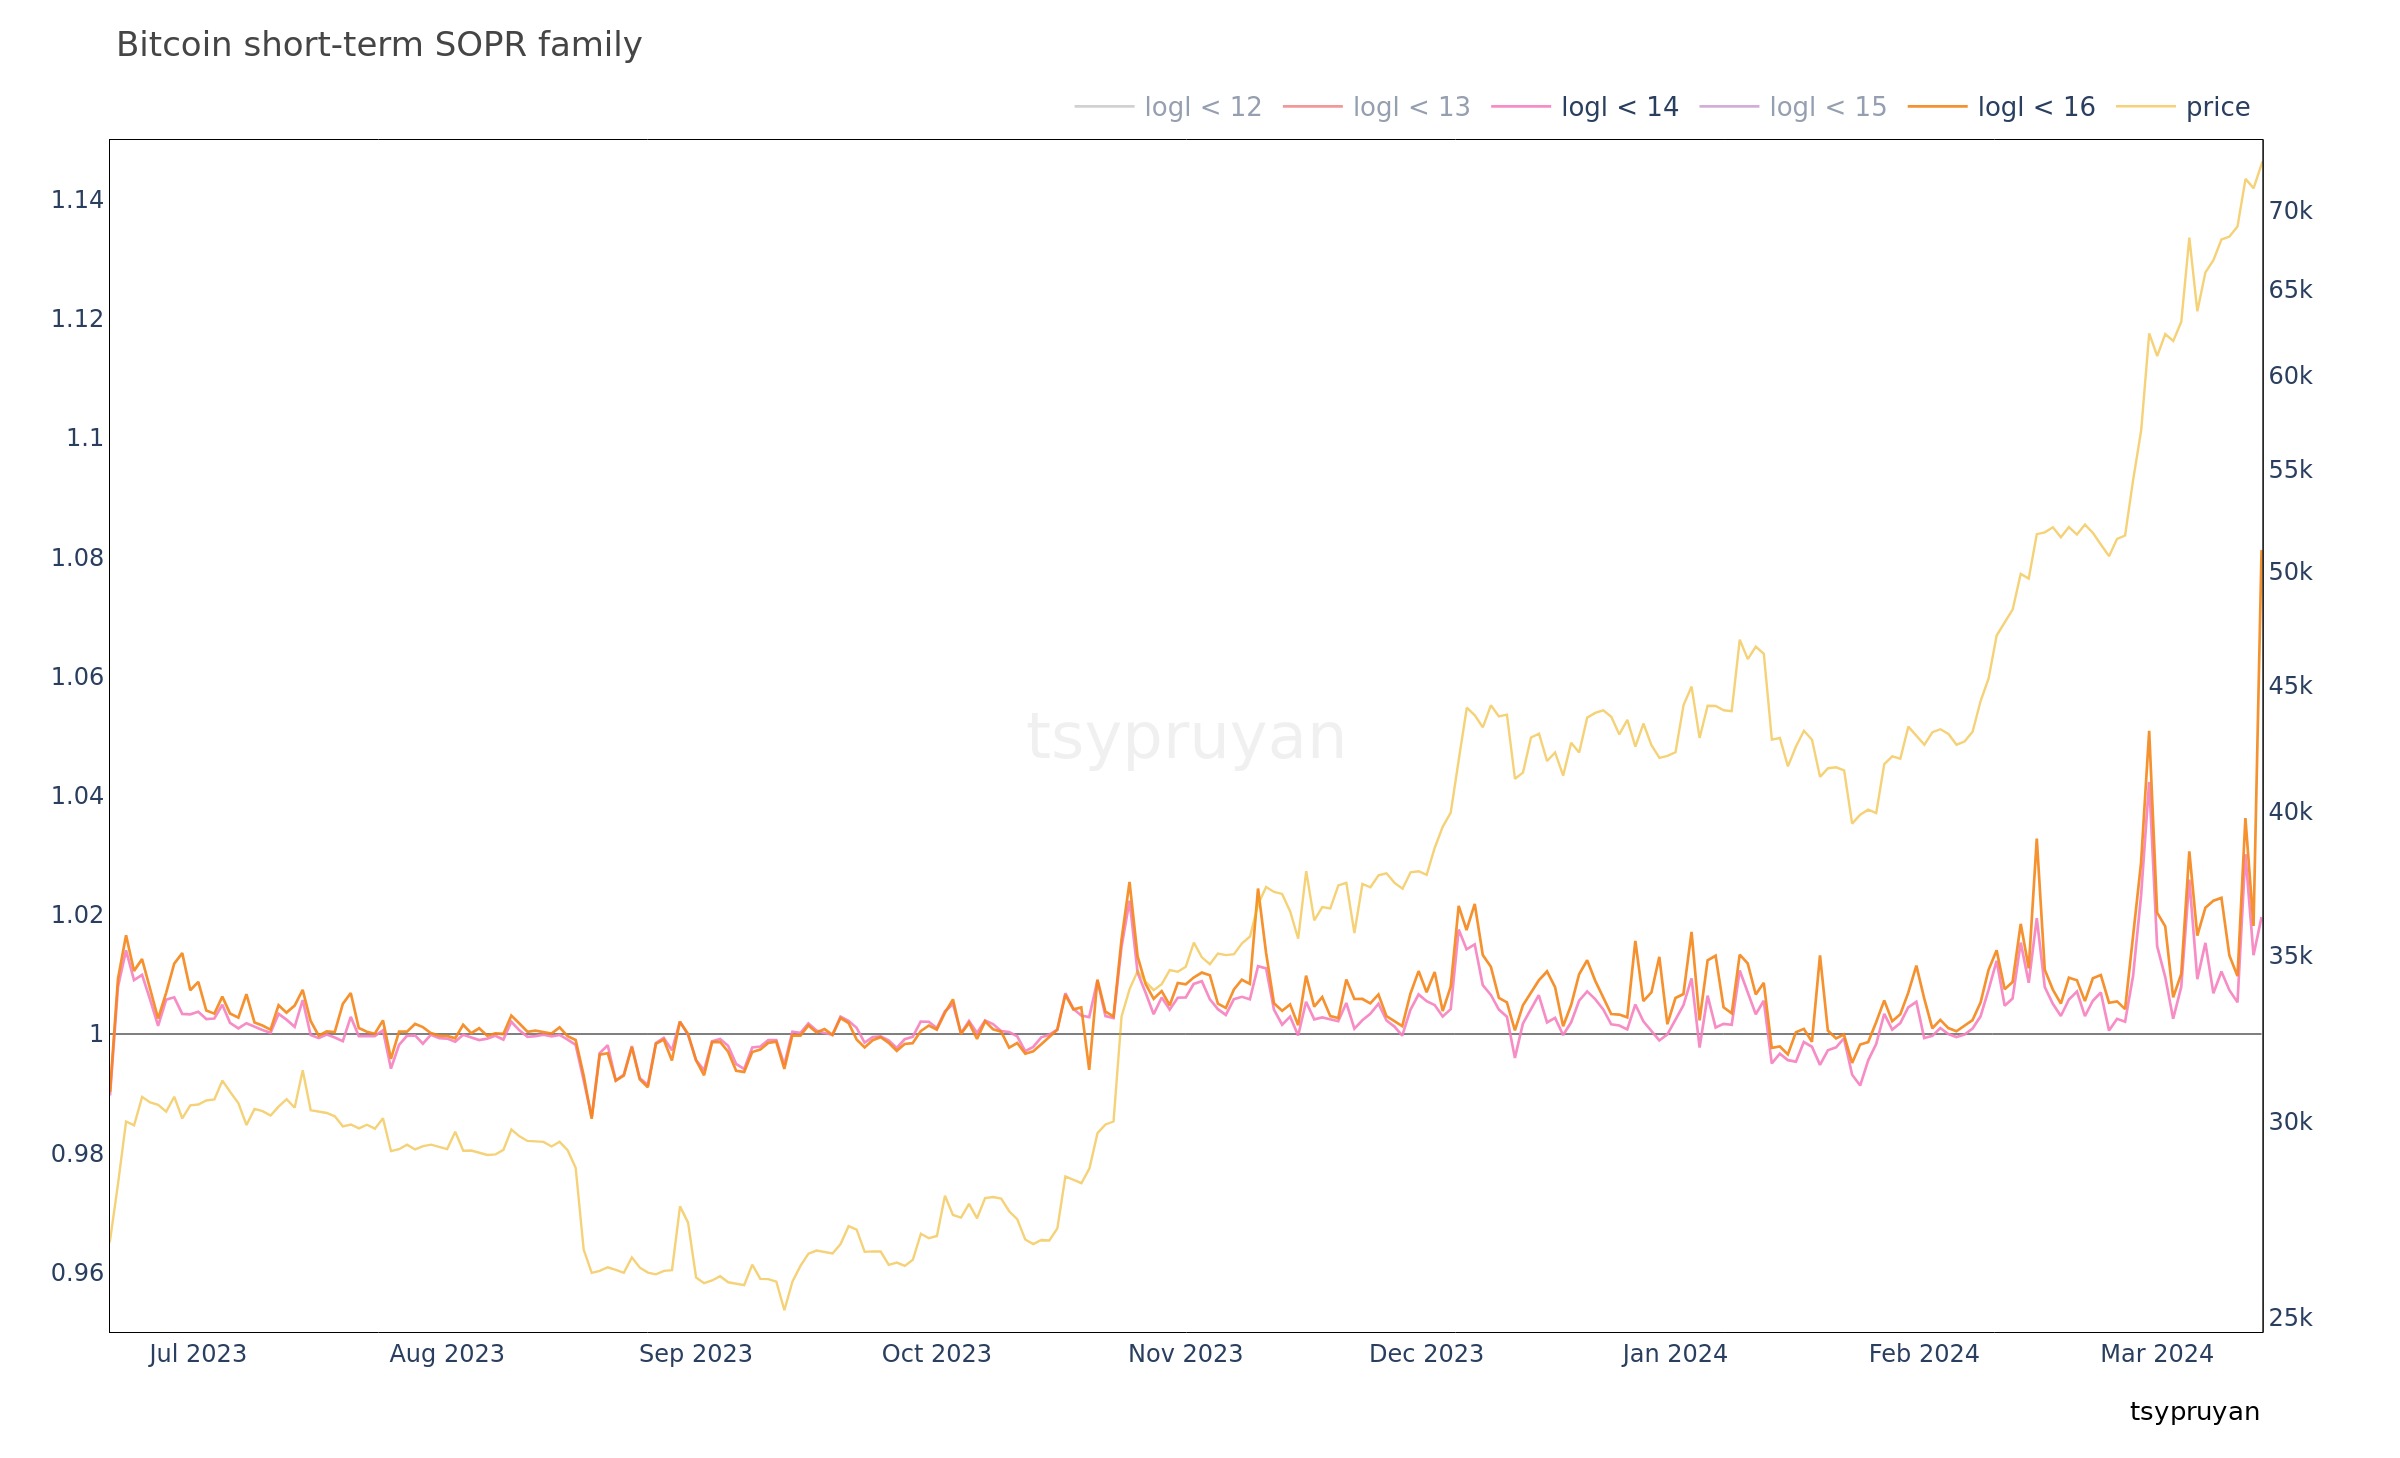 Bitcoin short-term SOPR family
logl < 12 logl < 13 logl < 14 logl < 15 logl < 16 price
1.14
1.12
1.1
1.08
1.06
1.04
1.02
1
0.98
0.96
70k
65k
60k
55k
50k
45k
40k
35k
30k
25k
tsypruyan
Jul 2023 Aug 2023 Sep 2023 Oct 2023 Nov 2023 Dec 2023 Jan 2024 Feb 2024 Mar 2024
tsypruyan